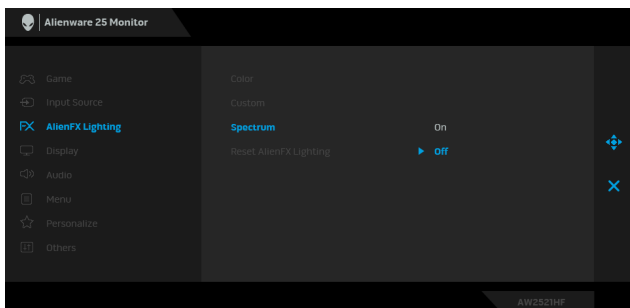 Alienware 25 Monitor
Game
Color
Input Source
Custom
FX AlienFX Lighting
Spectrum On
Display
Reset AlienFX Lighting Off
Audio
Menu
Personalize
Others
AW2521HF